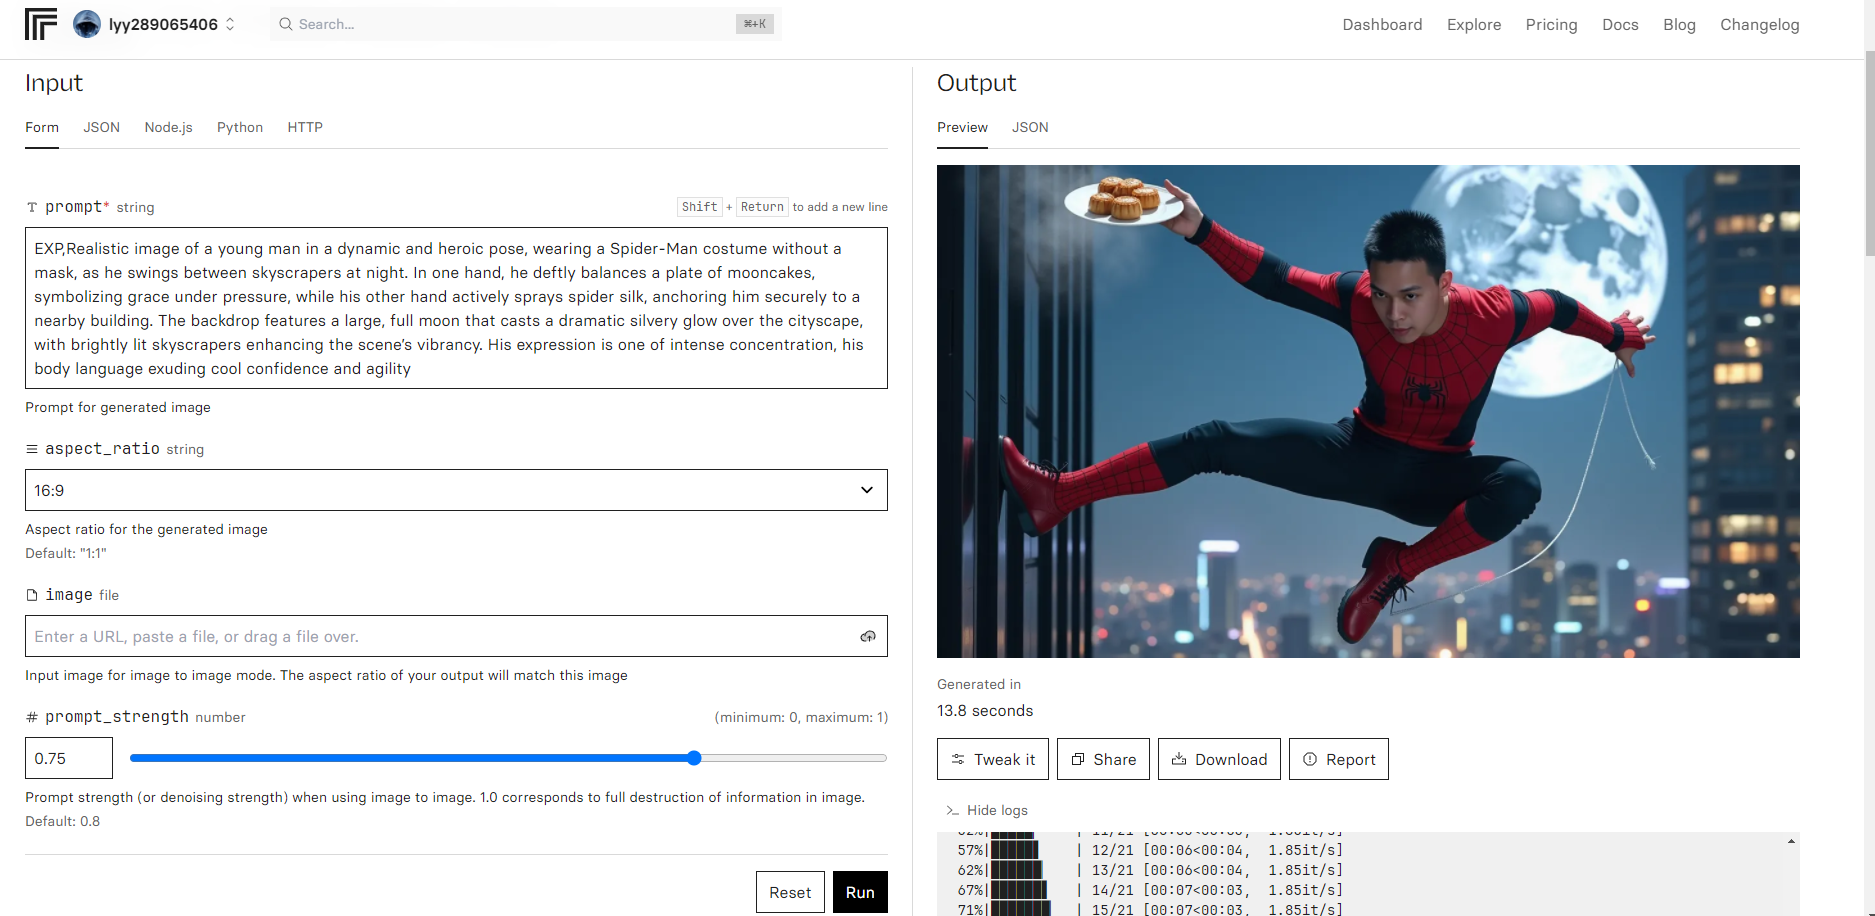 lyy289065406
Search...
⌘+K
Dashboard
Explore
Pricing
Docs
Blog
Changelog
Input
Form
JSON
Node.js
Python
HTTP
prompt* string
Shift + Return to add a new line
EXP,Realistic image of a young man in a dynamic and heroic pose, wearing a Spider-Man costume without a
mask, as he swings between skyscrapers at night. In one hand, he deftly balances a plate of mooncakes,
symbolizing grace under pressure, while his other hand actively sprays spider silk, anchoring him securely to a
nearby building. The backdrop features a large, full moon that casts a dramatic silvery glow over the cityscape,
with brightly lit skyscrapers enhancing the scene's vibrancy. His expression is one of intense concentration, his
body language exuding cool confidence and agility
Prompt for generated image
aspect_ratio string
16:9
Aspect ratio for the generated image
Default: "1:1"
image file
Enter a URL, paste a file, or drag a file over.
Input image for image to image mode. The aspect ratio of your output will match this image
# prompt_strength number
(minimum: 0, maximum: 1)
0.75
Prompt strength (or denoising strength) when using image to image. 1.0 corresponds to full destruction of information in image.
Default: 0.8
Reset
Run
Output
Preview
JSON
Generated in
13.8 seconds
Tweak it
Share
Download
Report
Hide logs
57%| | 12/21 [00:06<00:04, 1.85it/s]
62%| | 13/21 [00:06<00:04, 1.85it/s]
67%| | 14/21 [00:07<00:03, 1.85it/s]
71%| | 15/21 [00:07<00:03, 1.85it/s]